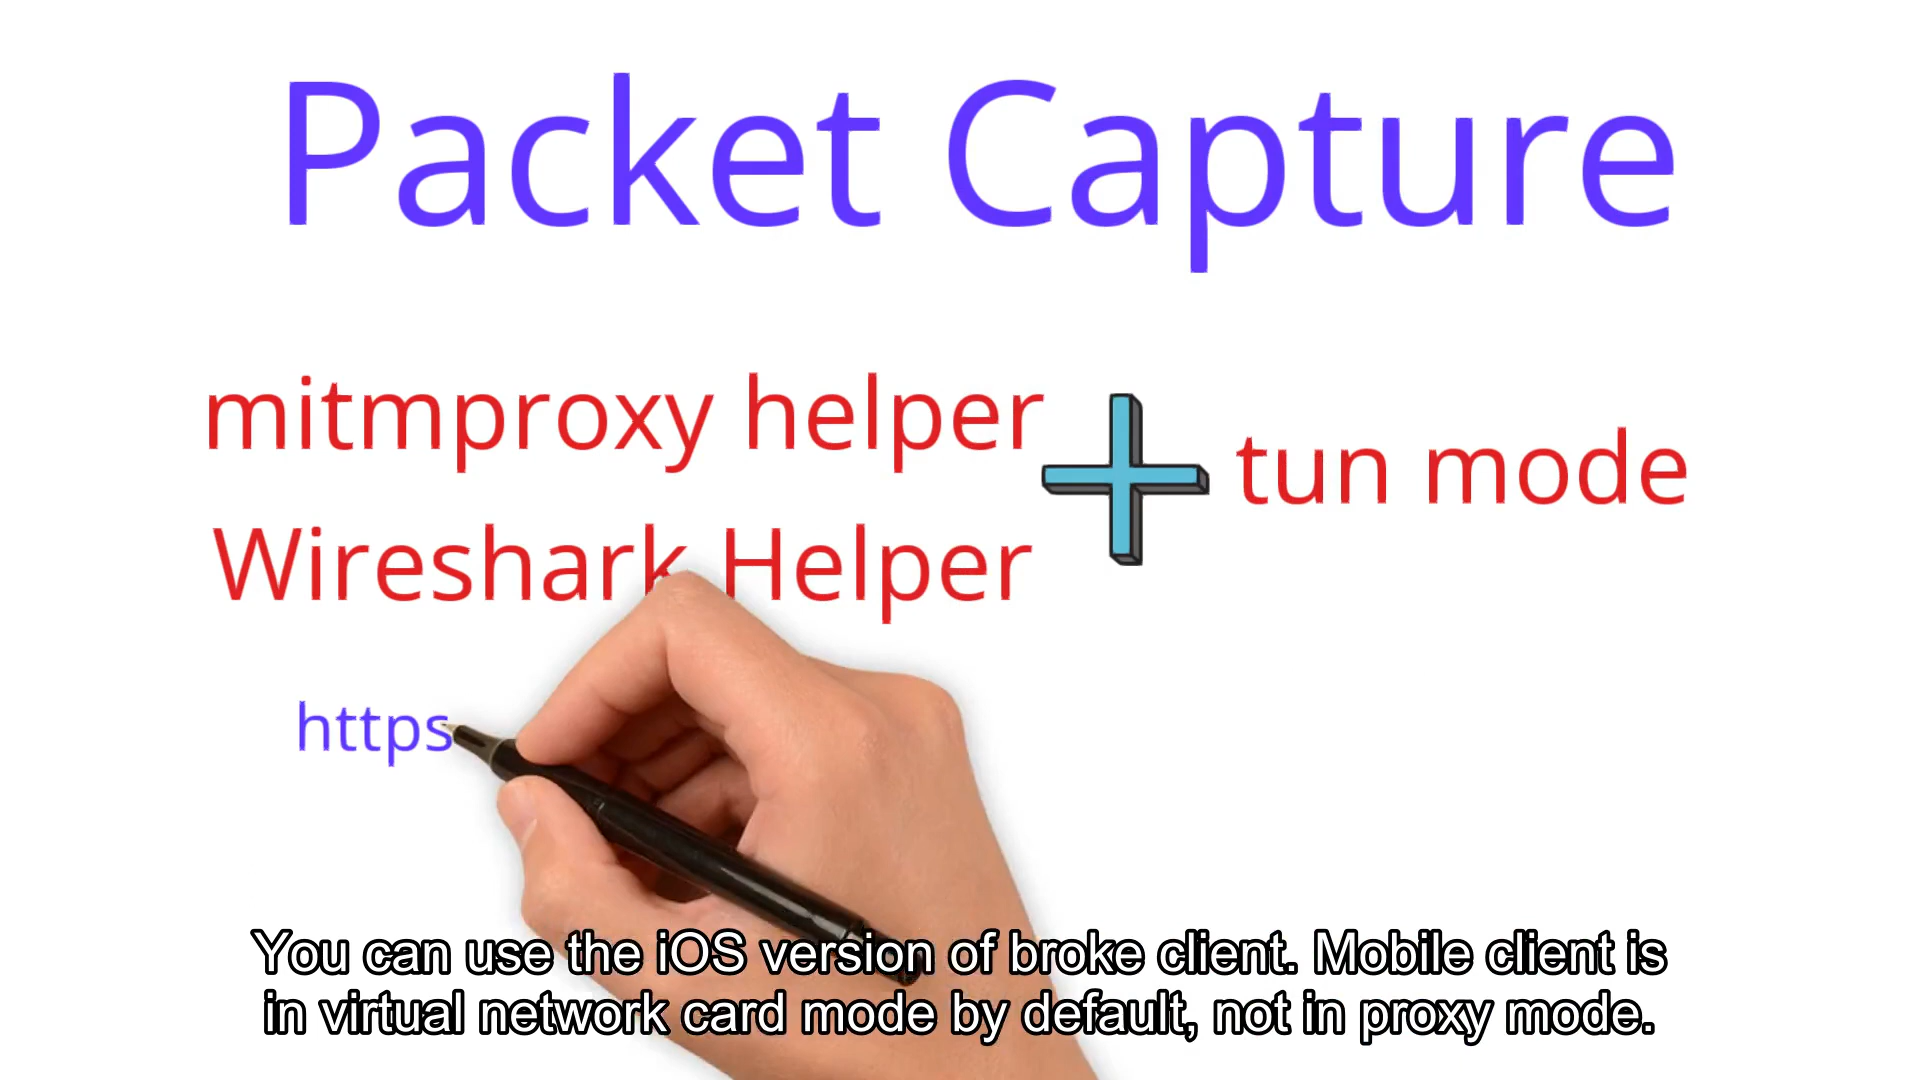 Packet Capture
mitmproxy helper
tun mode
Wireshark Helper
https
You can use the iOS version of broke client. Mobile client is
in virtual network card mode by default, not in proxy mode.